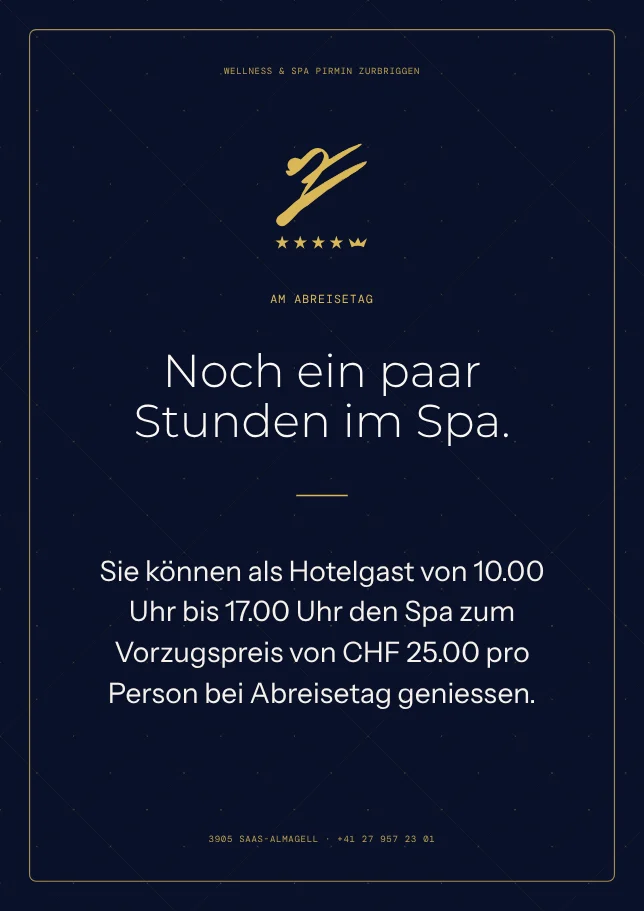 WELLNESS & SPA PIRMIN ZURBRIGGEN
AM ABREISETAG
Noch ein paar
Stunden im Spa.
Sie können als Hotelgast von 10.00
Uhr bis 17.00 Uhr den Spa zum
Vorzugspreis von CHF 25.00 pro
Person bei Abreisetag geniessen.
3905 SAAS-ALMAGELL · +41 27 957 23 01